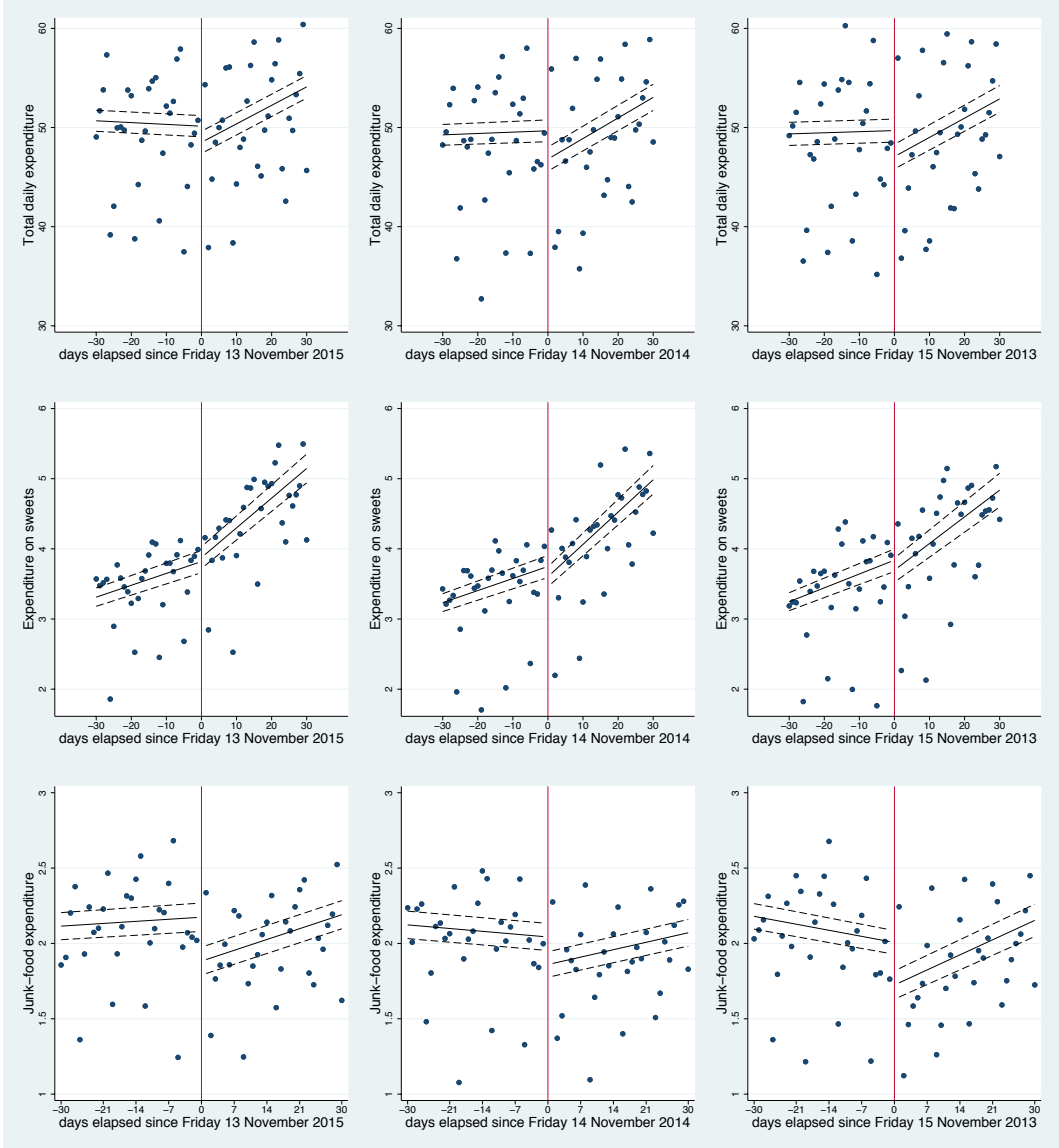 Total daily expenditure
60
50
40
30
−30 −20 −10 0 10 20 30
days elapsed since Friday 13 November 2015
Total daily expenditure
60
50
40
30
−30 −20 −10 0 10 20 30
days elapsed since Friday 14 November 2014
Total daily expenditure
60
50
40
30
−30 −20 −10 0 10 20 30
days elapsed since Friday 15 November 2013
Expenditure on sweets
6
5
4
3
2
−30 −20 −10 0 10 20 30
days elapsed since Friday 13 November 2015
Expenditure on sweets
6
5
4
3
2
−30 −20 −10 0 10 20 30
days elapsed since Friday 14 November 2014
Expenditure on sweets
6
5
4
3
2
−30 −20 −10 0 10 20 30
days elapsed since Friday 15 November 2013
Junk−food expenditure
3
2.5
2
1.5
1
−30 −21 −14 −7 0 7 14 21 30
days elapsed since Friday 13 November 2015
Junk−food expenditure
3
2.5
2
1.5
1
−30 −21 −14 −7 0 7 14 21 30
days elapsed since Friday 14 November 2014
Junk−food expenditure
3
2.5
2
1.5
1
−30 −21 −14 −7 0 7 14 21 30
days elapsed since Friday 15 November 2013